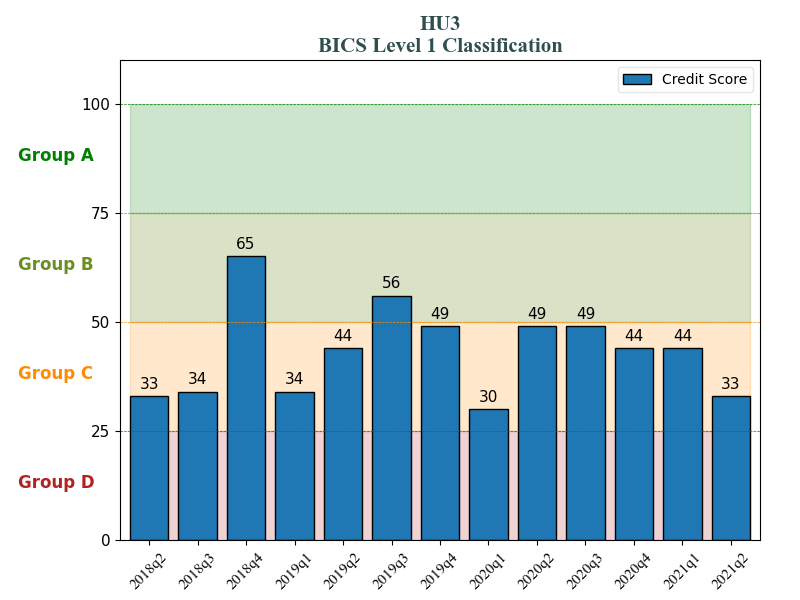 HU3
BICS Level 1 Classification
Credit Score
100
Group A
75
Group B
50
Group C
25
Group D
0
33
34
65
34
44
56
49
30
49
49
44
44
33
2018q2
2018q3
2018q4
2019q1
2019q2
2019q3
2019q4
2020q1
2020q2
2020q3
2020q4
2021q1
2021q2